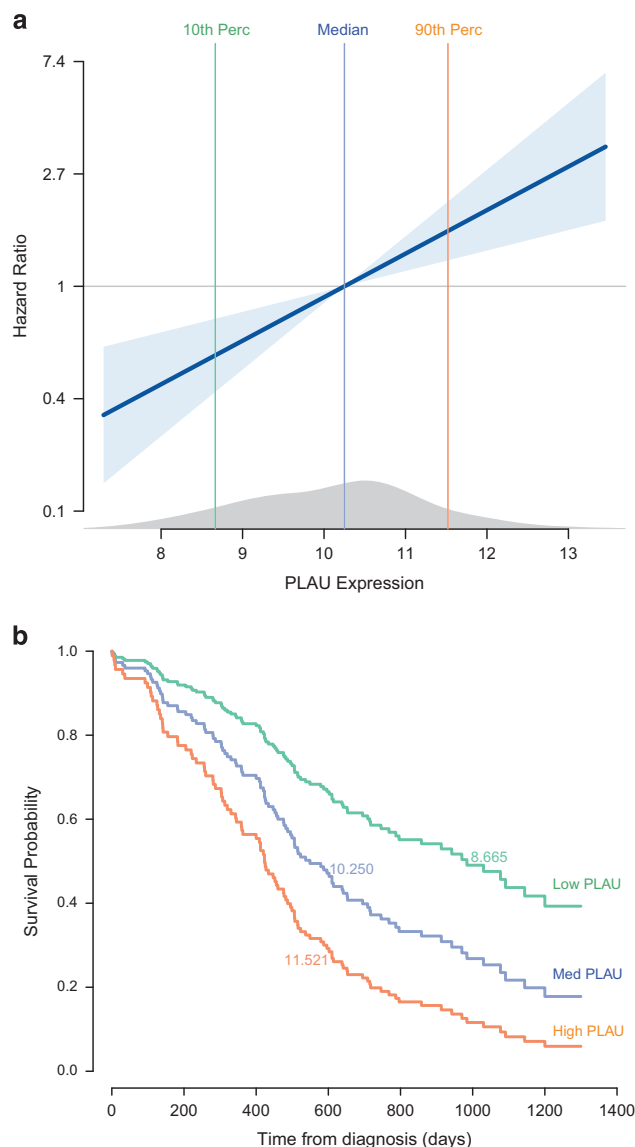 a
10th Perc Median 90th Perc
7.4
2.7
1
0.4
0.1
Hazard Ratio
8 9 10 11 12 13
PLAU Expression
b
1.0
0.8
0.6
0.4
0.2
0.0
Survival Probability
8.665
10.250
11.521
Low PLAU
Med PLAU
High PLAU
0 200 400 600 800 1000 1200 1400
Time from diagnosis (days)